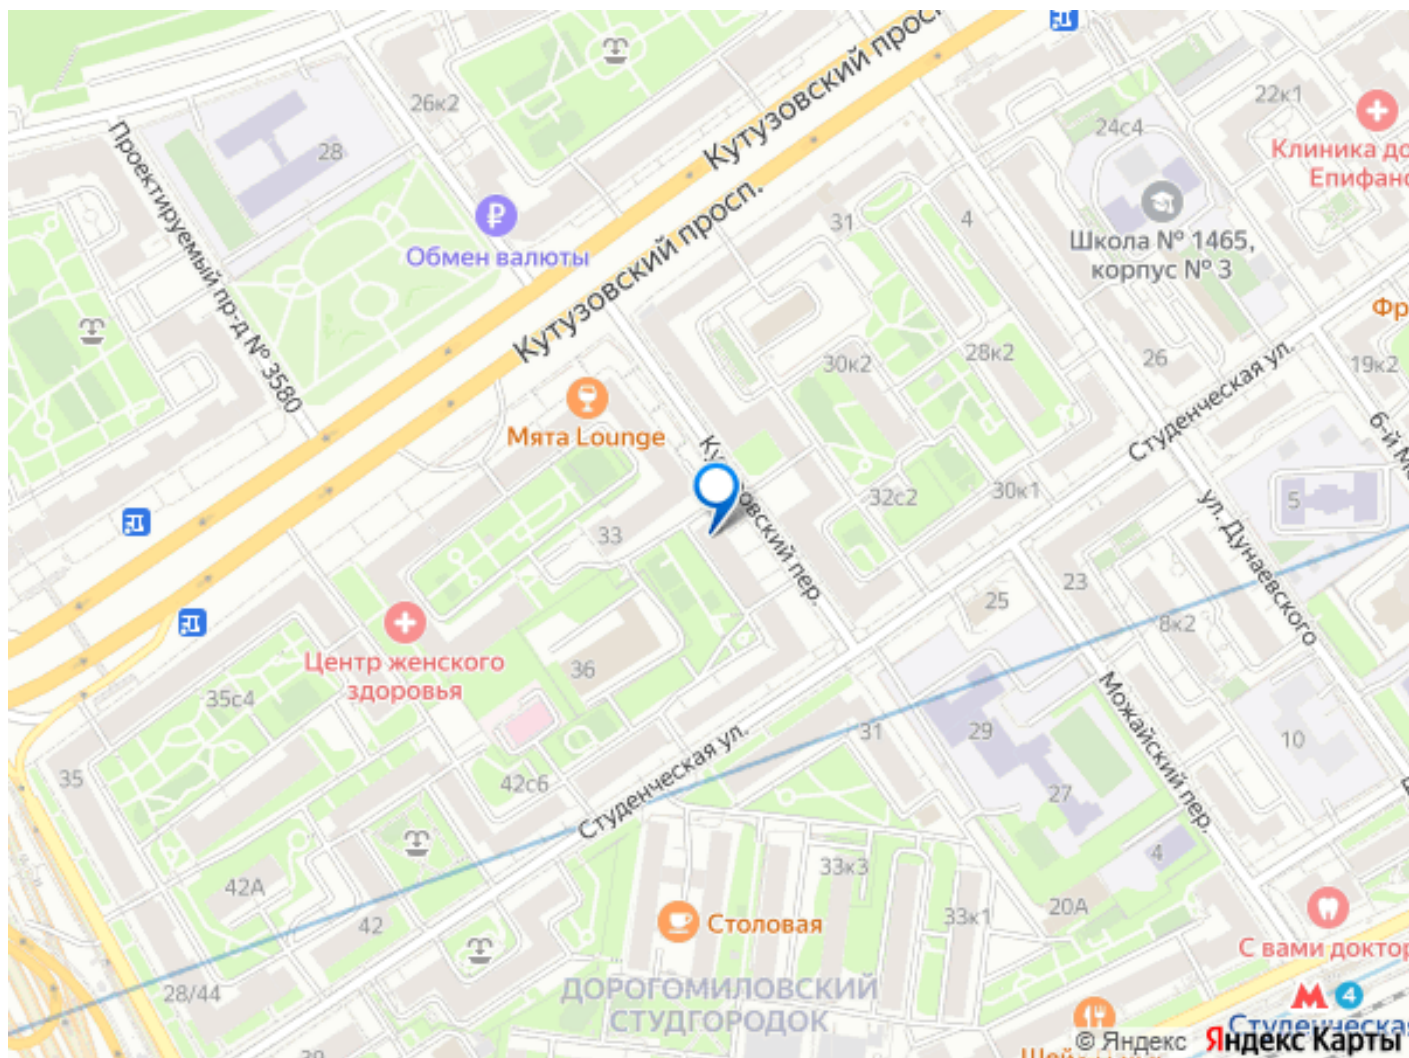 Кутузовский просп.
Кутузовский просп.
26к2
22к1
24с4
Клиника до
Епифано
28
Проектируемый пр-д № 3580
Обмен валюты
31
4
Школа № 1465,
корпус № 3
Фр
26
19к2
30к2
28к2
Студенческая ул.
6-й М
Мята Lounge
Кутузовский пер.
32с2
30к1
5
ул. Дунаевского
33
23
25
8к2
Центр женского
здоровья
36
35с4
Можайский пер.
31
29
10
35
42с6
Студенческая ул.
27
4
33к3
42А
20А
33к1
42
Столовая
С вами доктор
28/44
ДОРОГОМИЛОВСКИЙ
СТУДГОРОДОК
4
Студенческая
39
© Яндекс Яндекс Карты